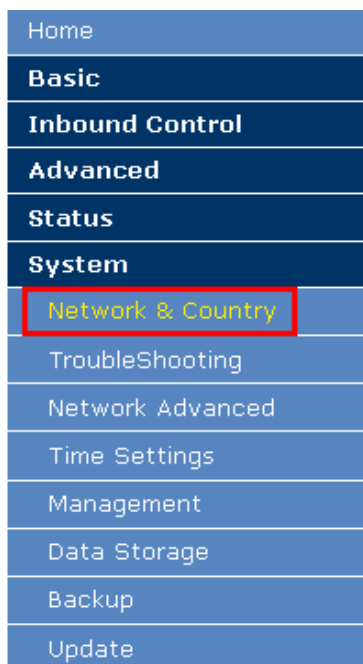 Home
Basic
Inbound Control
Advanced
Status
System
Network & Country
TroubleShooting
Network Advanced
Time Settings
Management
Data Storage
Backup
Update